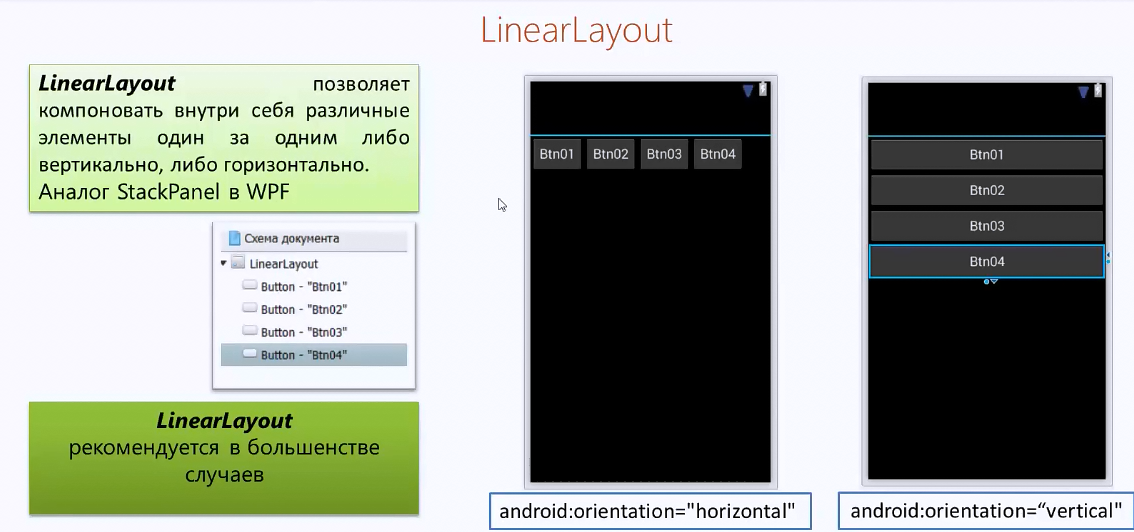 LinearLayout
LinearLayout позволяет
компоновать внутри себя различные
элементы один за одним либо
вертикально, либо горизонтально.
Аналог StackPanel в WPF
Схема документа
LinearLayout
Button - "Btn01"
Button - "Btn02"
Button - "Btn03"
Button - "Btn04"
LinearLayout
рекомендуется в большенстве
случаев
Btn01 Btn02 Btn03 Btn04
android:orientation="horizontal"
Btn01
Btn02
Btn03
Btn04
android:orientation=“vertical"